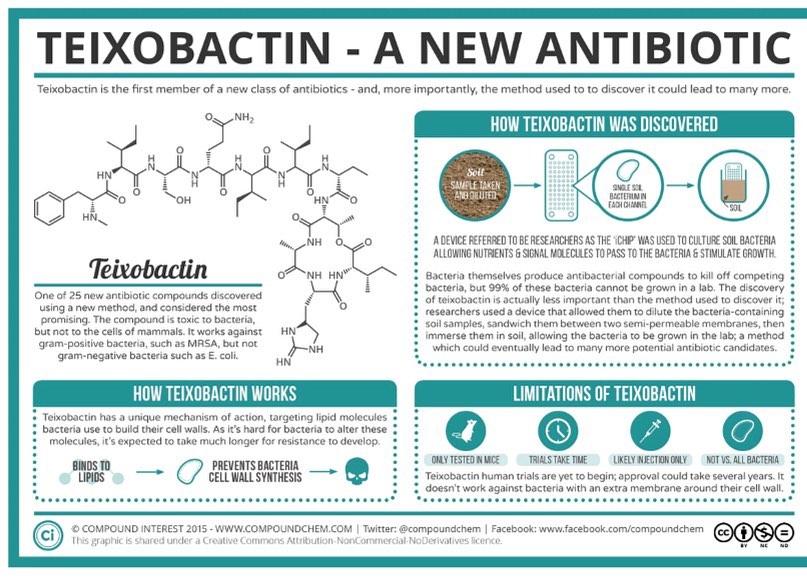 TEIXOBACTIN - A NEW ANTIBIOTIC
Teixobactin is the first member of a new class of antibiotics - and, more importantly, the method used to to discover it could lead to many more.
O
NH₂
H
N
O
H
N
O
H
N
O
HN
O
N
H
O
N
H
O
N
H
O
OH
HN
O
NH
O
O
O
NH
HN
O
HN
NH
HN
Teixobactin
One of 25 new antibiotic compounds discovered
using a new method, and considered the most
promising. The compound is toxic to bacteria,
but not to the cells of mammals. It works against
gram-positive bacteria, such as MRSA, but not
gram-negative bacteria such as E. coli.
HOW TEIXOBACTIN WAS DISCOVERED
Soil
SAMPLE TAKEN
AND DILUTED
SINGLE SOIL
BACTERIUM IN
EACH CHANNEL
SOIL
A DEVICE REFERRED TO BE RESEARCHERS AS THE 'ICHIP' WAS USED TO CULTURE SOIL BACTERIA
ALLOWING NUTRIENTS & SIGNAL MOLECULES TO PASS TO THE BACTERIA & STIMULATE GROWTH.
Bacteria themselves produce antibacterial compounds to kill off competing
bacteria, but 99% of these bacteria cannot be grown in a lab. The discovery
of teixobactin is actually less important than the method used to discover it;
researchers used a device that allowed them to dilute the bacteria-containing
soil samples, sandwich them between two semi-permeable membranes, then
immerse them in soil, allowing the bacteria to be grown in the lab; a method
which could eventually lead to many more potential antibiotic candidates.
HOW TEIXOBACTIN WORKS
Teixobactin has a unique mechanism of action, targeting lipid molecules
bacteria use to build their cell walls. As it's hard for bacteria to alter these
molecules, it's expected to take much longer for resistance to develop.
BINDS TO
LIPIDS
PREVENTS BACTERIA
CELL WALL SYNTHESIS
LIMITATIONS OF TEIXOBACTIN
ONLY TESTED IN MICE
TRIALS TAKE TIME
LIKELY INJECTION ONLY
NOT VS. ALL BACTERIA
Teixobactin human trials are yet to begin; approval could take several years. It
doesn't work against bacteria with an extra membrane around their cell wall.
Ci
© COMPOUND INTEREST 2015 - WWW.COMPOUNDCHEM.COM | Twitter: @compoundchem | Facebook: www.facebook.com/compoundchem
This graphic is shared under a Creative Commons Attribution-NonCommercial-NoDerivatives licence.
cc
BY
NC
ND